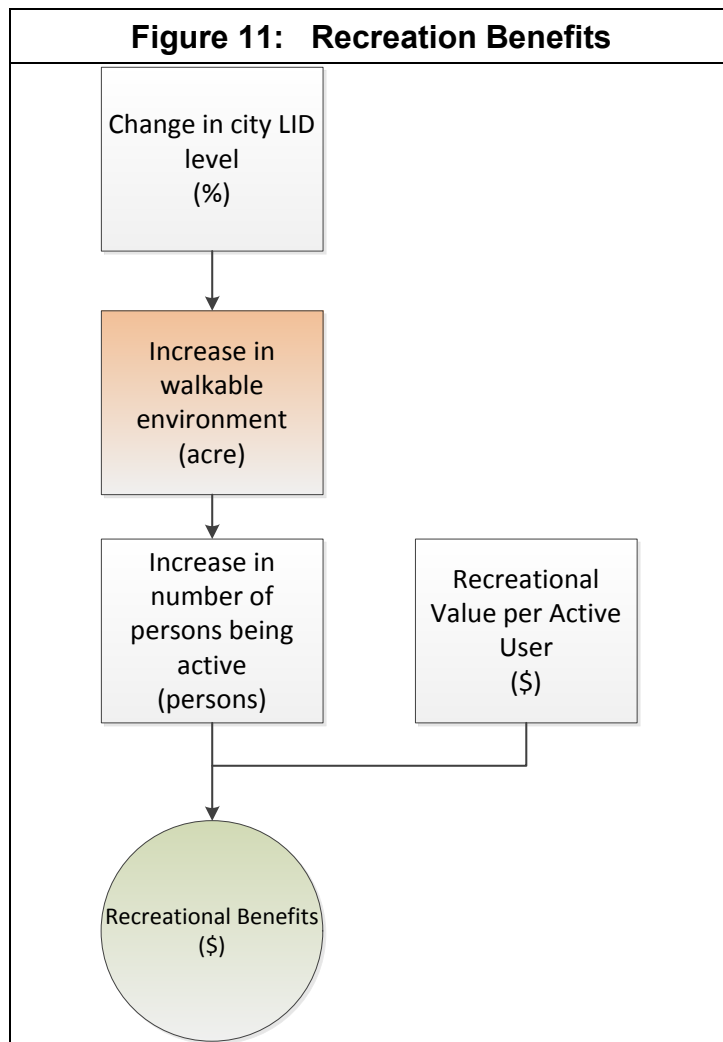 Figure 11: Recreation Benefits
Change in city LID
level
(%)
Increase in
walkable
environment
(acre)
Increase in
number of
persons being
active
(persons)
Recreational
Value per Active
User
($)
Recreational Benefits
($)